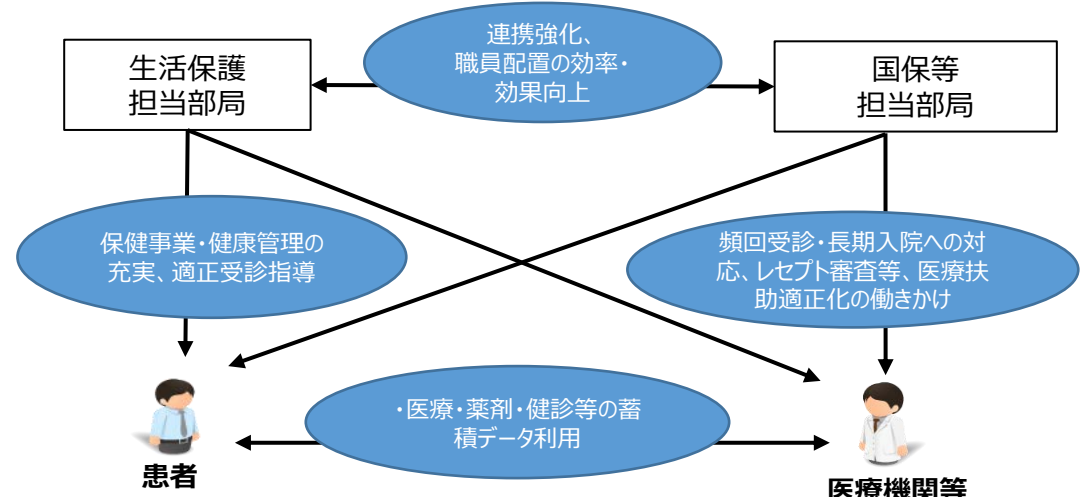 連携強化、
職員配置の効率・
効果向上
生活保護
担当部局
国保等
担当部局
保健事業・健康管理の
充実、適正受診指導
頻回受診・長期入院への対
応、レセプト審査等、医療扶
助適正化の働きかけ
・医療・薬剤・健診等の蓄
積データ利用
患者
医療機関等